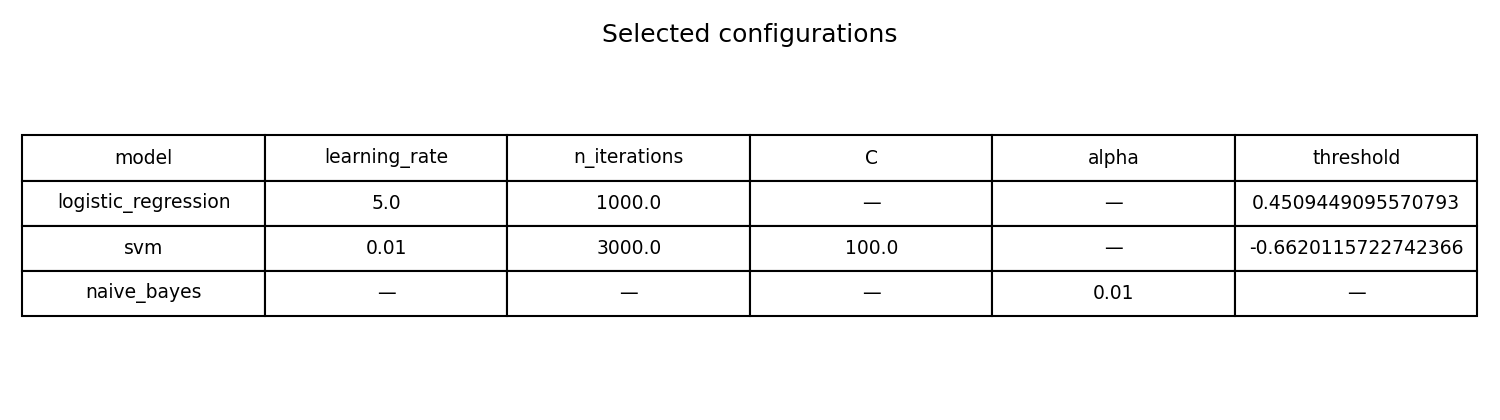 Selected configurations
model learning_rate n_iterations C alpha threshold
logistic_regression 5.0 1000.0 — — 0.4509449095570793
svm 0.01 3000.0 100.0 — -0.6620115722742366
naive_bayes — — — 0.01 —